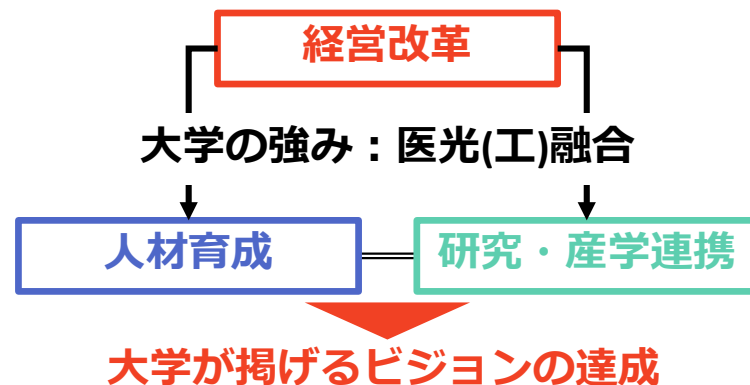 経営改革
大学の強み：医光(工)融合
人材育成
研究・産学連携
大学が掲げるビジョンの達成